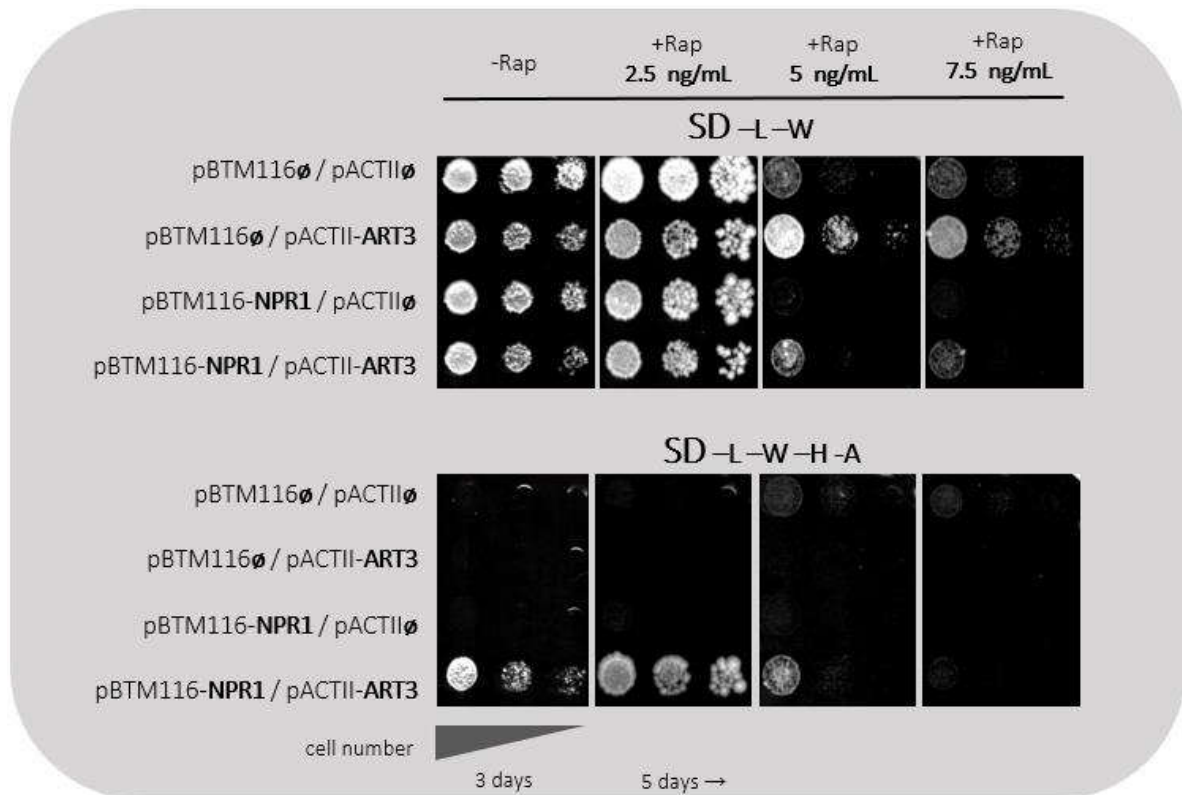 -Rap +Rap +Rap +Rap
2.5 ng/mL 5 ng/mL 7.5 ng/mL
SD –L–W
pBTM116ø / pACTIIø
pBTM116ø / pACTII-ART3
pBTM116-NPR1 / pACTIIø
pBTM116-NPR1 / pACTII-ART3
SD –L–W–H-A
pBTM116ø / pACTIIø
pBTM116ø / pACTII-ART3
pBTM116-NPR1 / pACTIIø
pBTM116-NPR1 / pACTII-ART3
cell number
3 days 5 days →